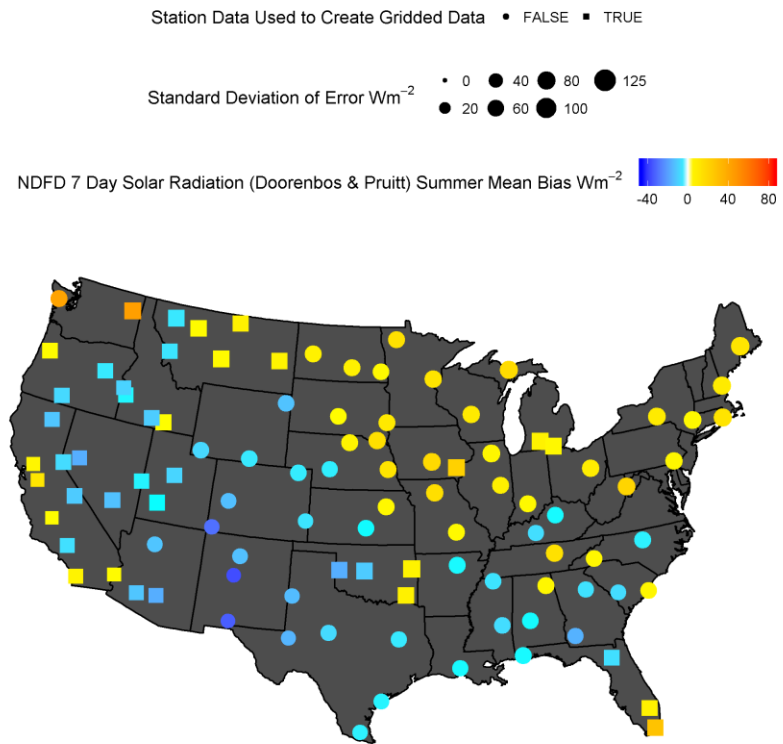 Station Data Used to Create Gridded Data FALSE TRUE
Standard Deviation of Error Wm⁻²
0 40 80 125
20 60 100
NDFD 7 Day Solar Radiation (Doorenbos & Pruitt) Summer Mean Bias Wm⁻²
-40 0 40 80